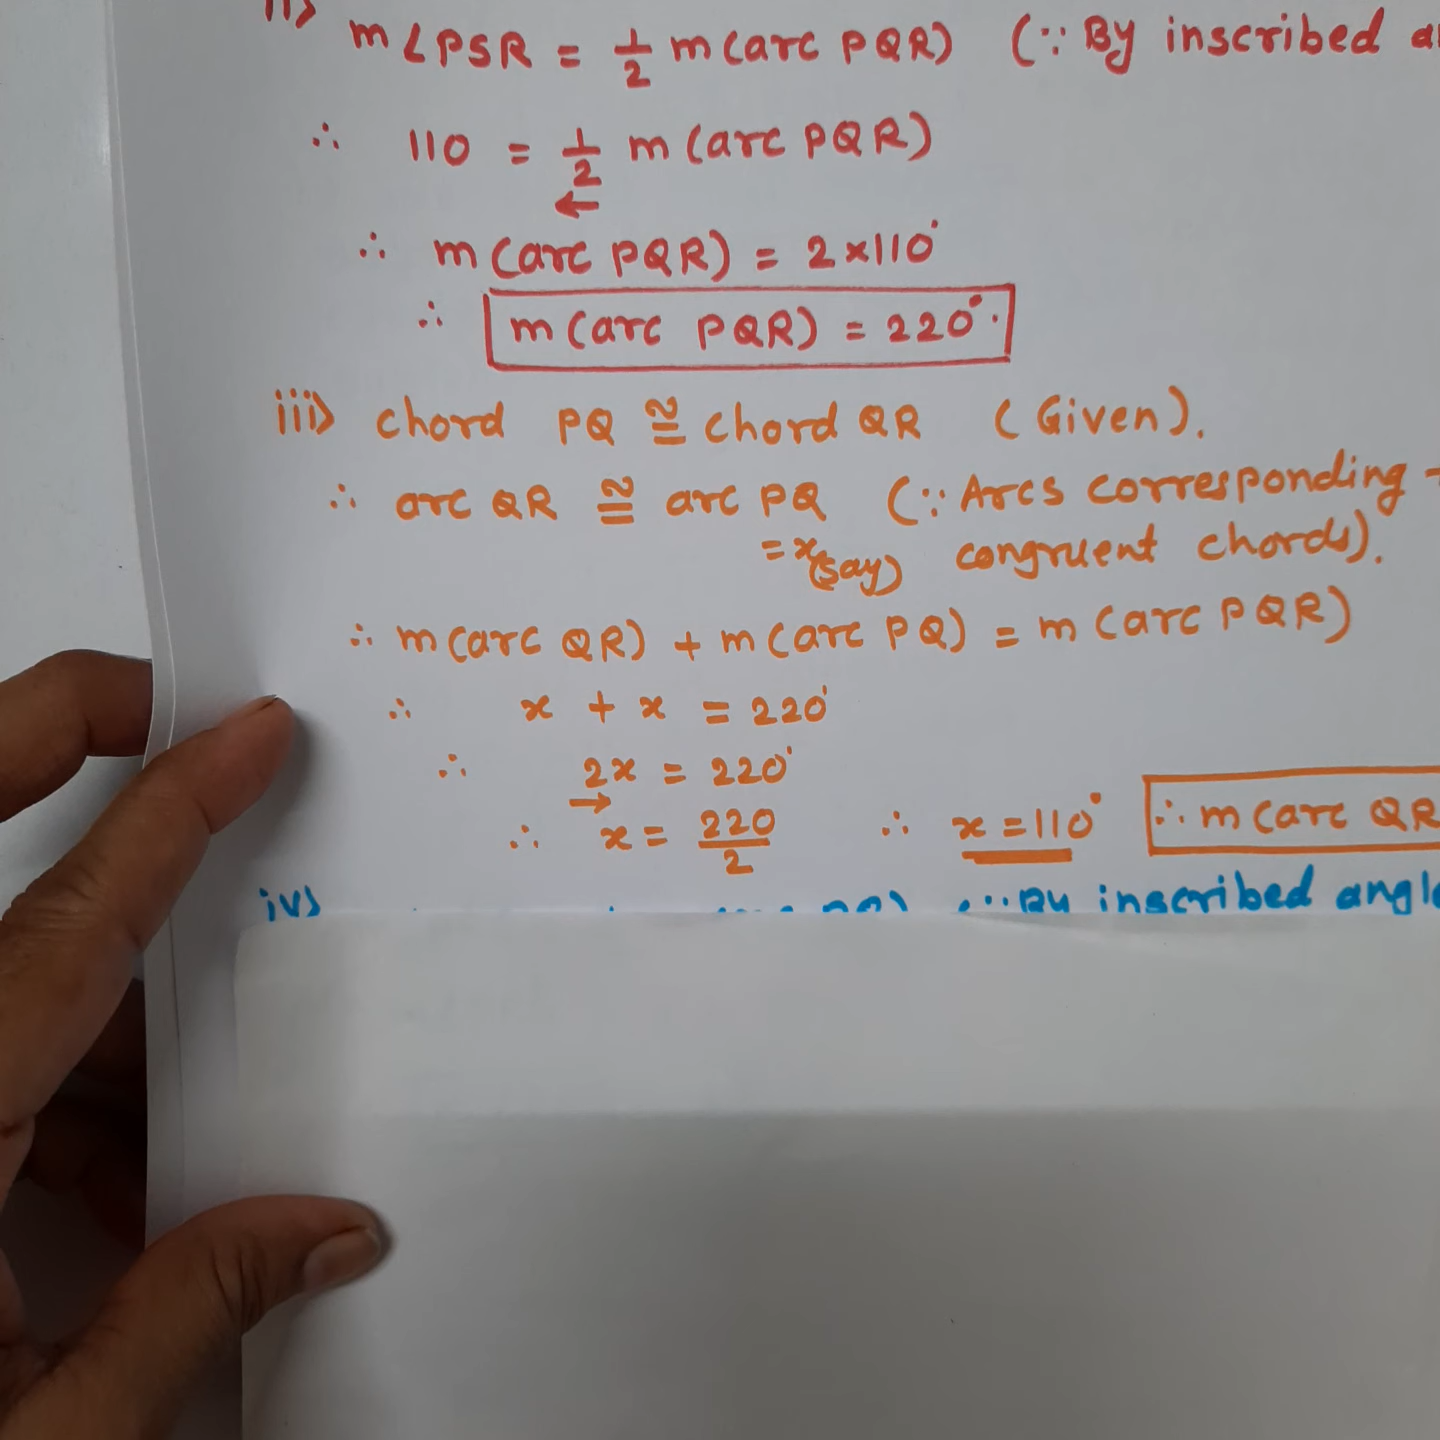 ii)
m∠PSR = 1/2 m(arc PQR) (∵ By inscribed
∴ 110 = 1/2 m(arc PQR)
←
∴ m(arc PQR) = 2×110°
∴ m(arc PQR) = 220°.
iii) chord PQ ≅ chord QR (Given).
∴ arc QR ≅ arc PQ (∵ Arcs corresponding
= x (say) congruent chords).
∴ m(arc QR) + m(arc PQ) = m(arc PQR)
∴ x + x = 220°
∴ 2x = 220°
→
∴ x = 220/2 ∴ x = 110° ∴ m(arc QR
iv) ∵ By inscribed angle